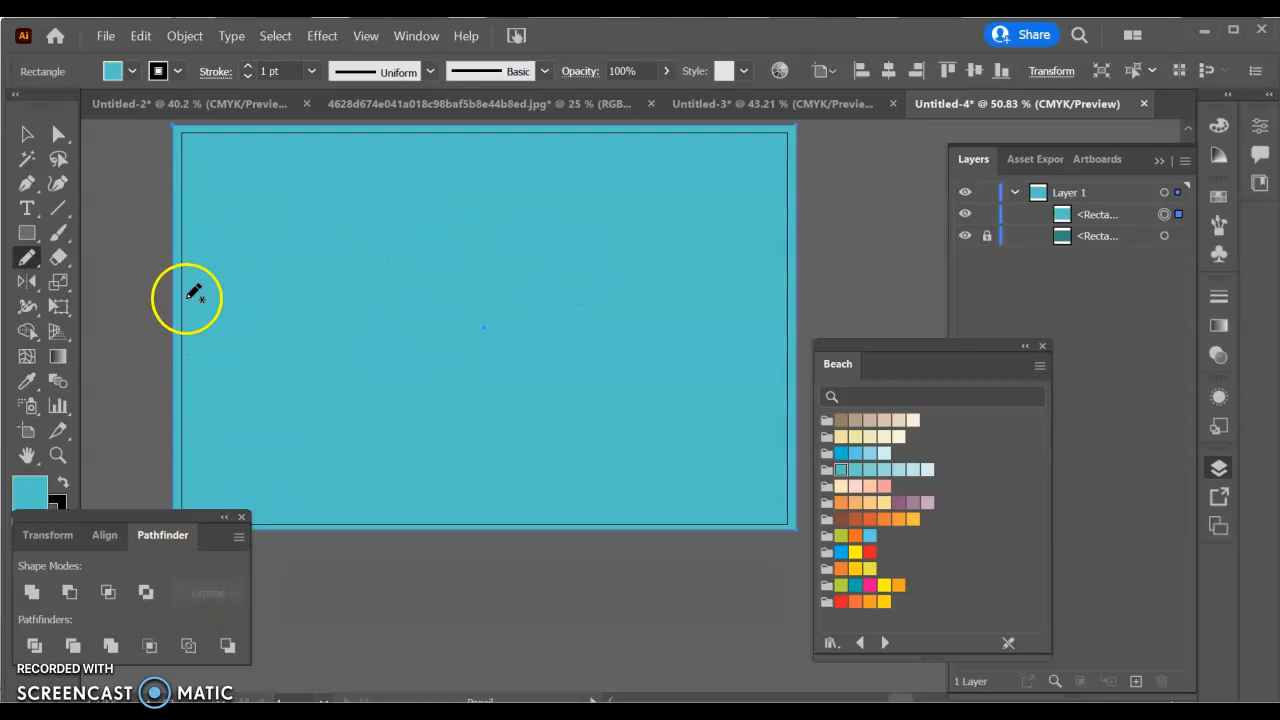 Ai File Edit Object Type Select Effect View Window Help Share
Rectangle Stroke: 1 pt Uniform Basic Opacity: 100% Style: Transform
Untitled-2* @ 40.2 % (CMYK/Preview... × 4628d674e041a018c98baf5b8e44b8ed.jpg* @ 25 % (RGB... × Untitled-3* @ 43.21 % (CMYK/Preview... × Untitled-4* @ 50.83 % (CMYK/Preview) ×
Layers Asset Expor Artboards
Layer 1
<Recta...
<Recta...
Beach
Transform Align Pathfinder
Shape Modes:
Expand
Pathfinders:
RECORDED WITH
SCREENCAST MATIC
1 Layer